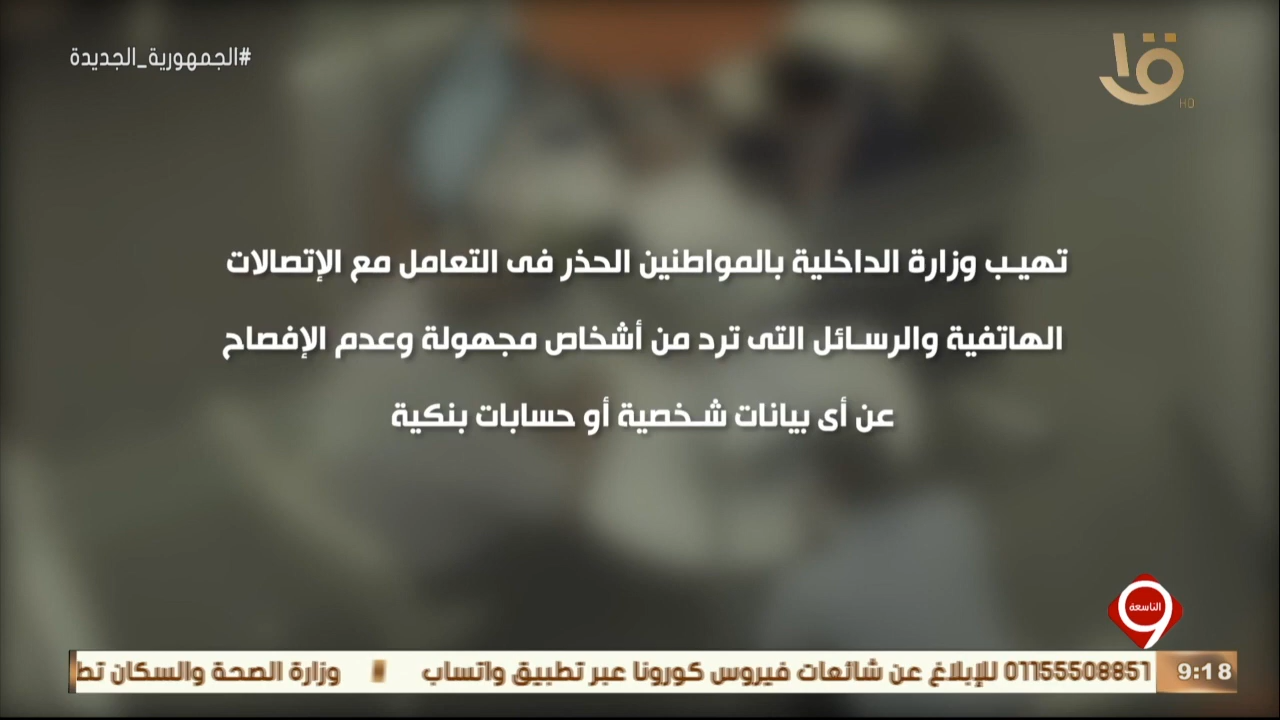 #الجمهورية_الجديدة
HD
تهيب وزارة الداخلية بالمواطنين الحذر فى التعامل مع الإتصالات
الهاتفية والرسائل التى ترد من أشخاص مجهولة وعدم الإفصاح
عن أى بيانات شخصية أو حسابات بنكية
التاسعة
9
9:18
01155508851 للإبلاغ عن شائعات فيروس كورونا عبر تطبيق واتساب
وزارة الصحة والسكان تط